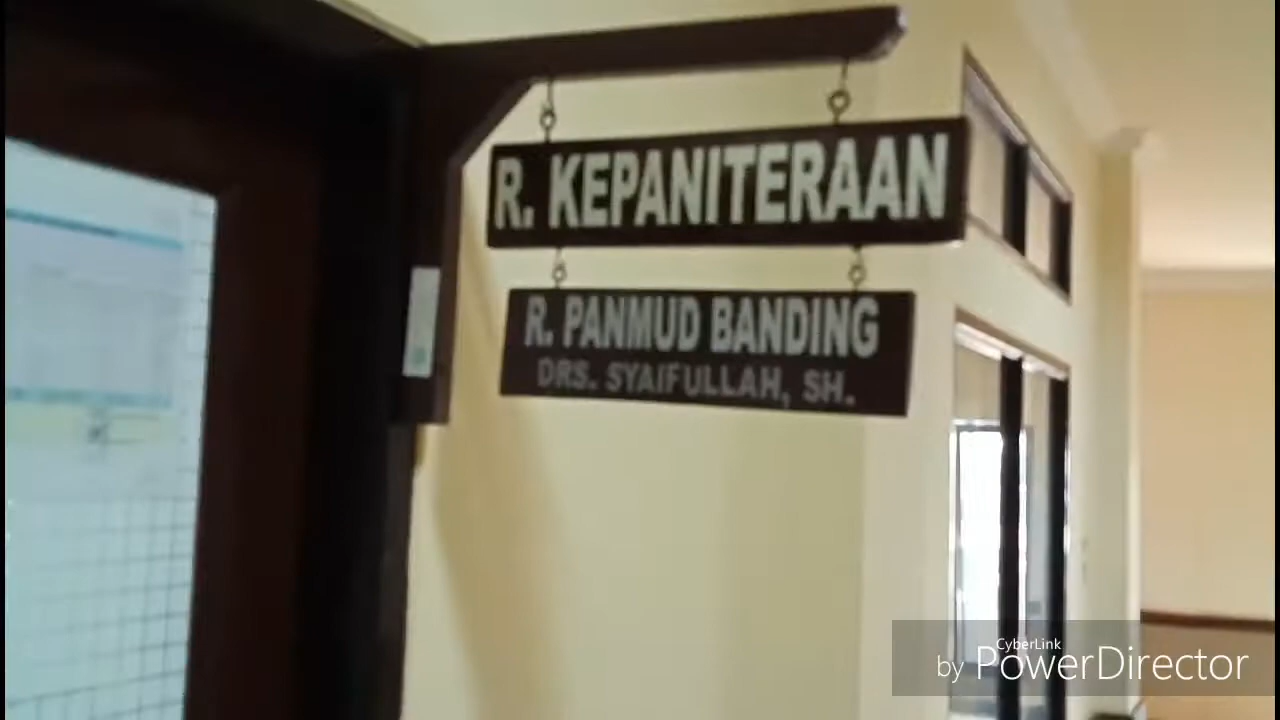 R. KEPANITERAAN
R. PANMUD BANDING
DRS. SYAIFULLAH, SH.
CyberLink
by PowerDirector